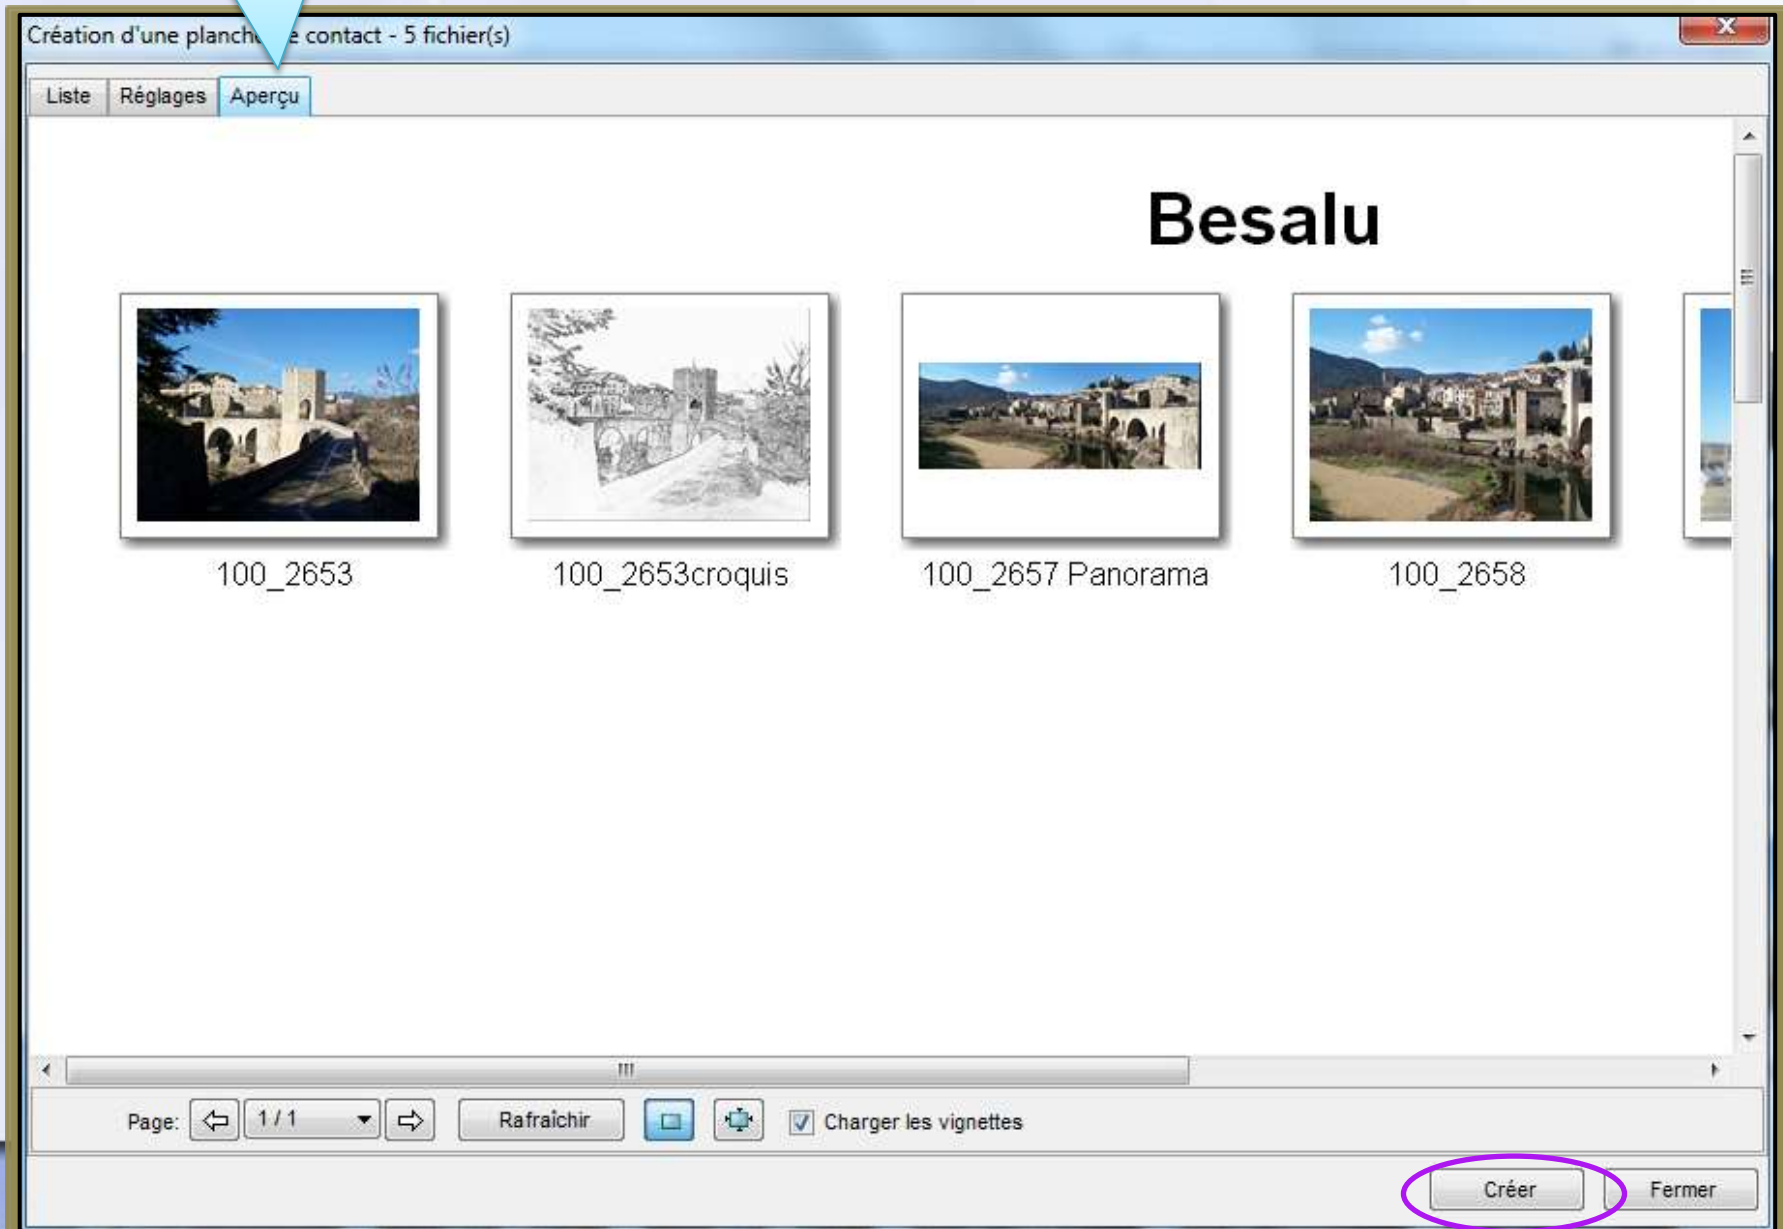 Création d'une planch e contact - 5 fichier(s)
Liste Réglages Aperçu
Besalu
100_2653 100_2653croquis 100_2657 Panorama 100_2658
Page: 1 / 1 Rafraîchir Charger les vignettes
Créer Fermer